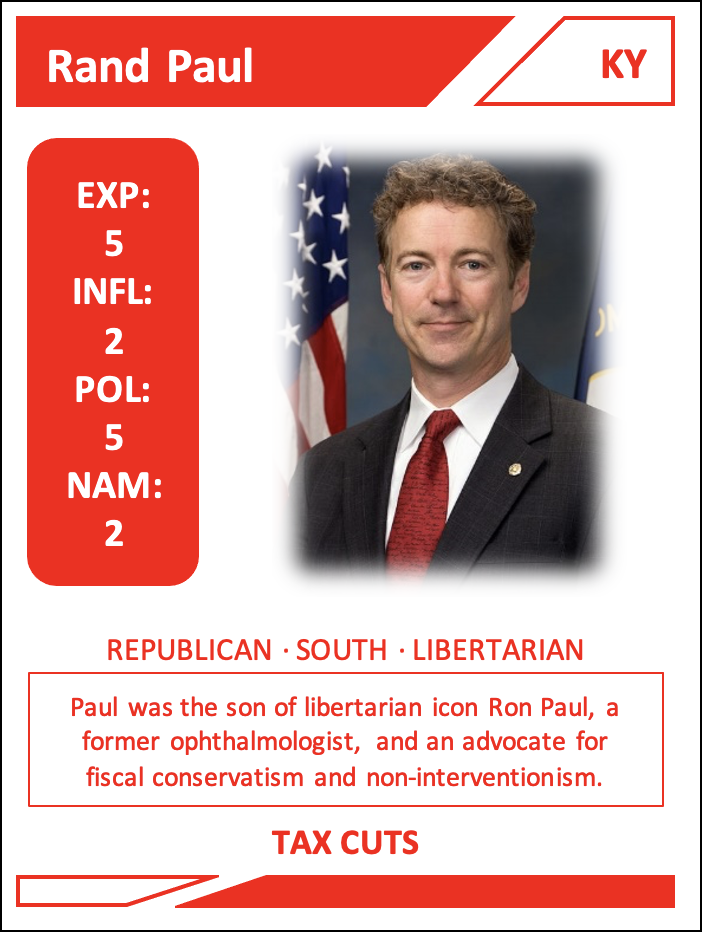 Rand Paul
KY
EXP:
5
INFL:
2
POL:
5
NAM:
2
REPUBLICAN · SOUTH · LIBERTARIAN
Paul was the son of libertarian icon Ron Paul, a
former ophthalmologist, and an advocate for
fiscal conservatism and non-interventionism.
TAX CUTS